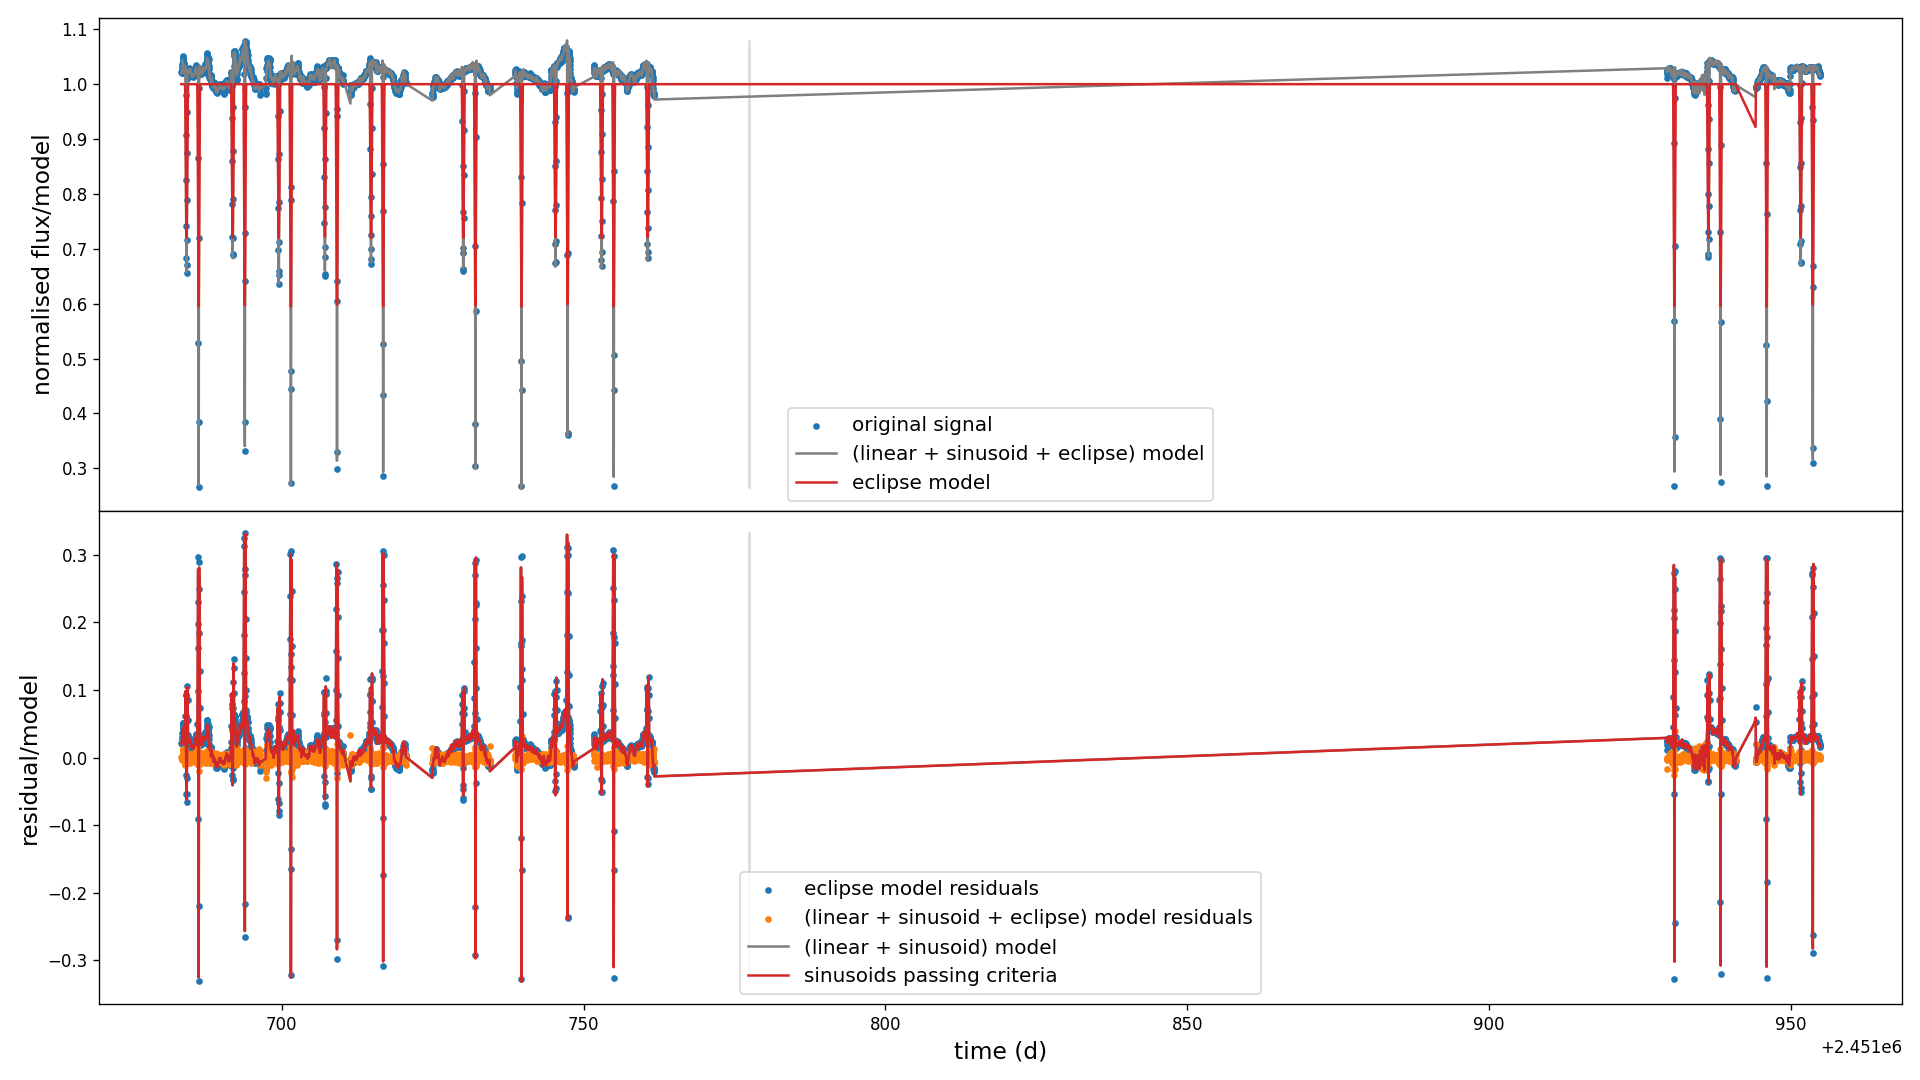 normalised flux/model
1.1
1.0
0.9
0.8
0.7
0.6
0.5
0.4
0.3
original signal
(linear + sinusoid + eclipse) model
eclipse model
residual/model
0.3
0.2
0.1
0.0
−0.1
−0.2
−0.3
eclipse model residuals
(linear + sinusoid + eclipse) model residuals
(linear + sinusoid) model
sinusoids passing criteria
700 750 800 850 900 950
+2.451e6
time (d)